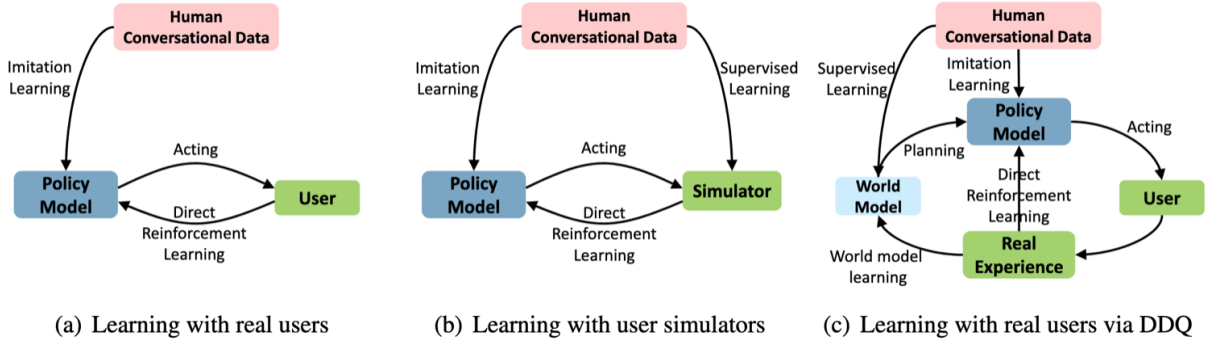 Human
Conversational Data
Imitation
Learning
Acting
Policy
Model
User
Direct
Reinforcement
Learning
(a) Learning with real users
Human
Conversational Data
Imitation
Learning
Supervised
Learning
Acting
Policy
Model
Simulator
Direct
Reinforcement
Learning
(b) Learning with user simulators
Human
Conversational Data
Supervised
Learning
Imitation
Learning
Policy
Model
Acting
Planning
World
Model
Direct
Reinforcement
Learning
User
Real
Experience
World model
learning
(c) Learning with real users via DDQ